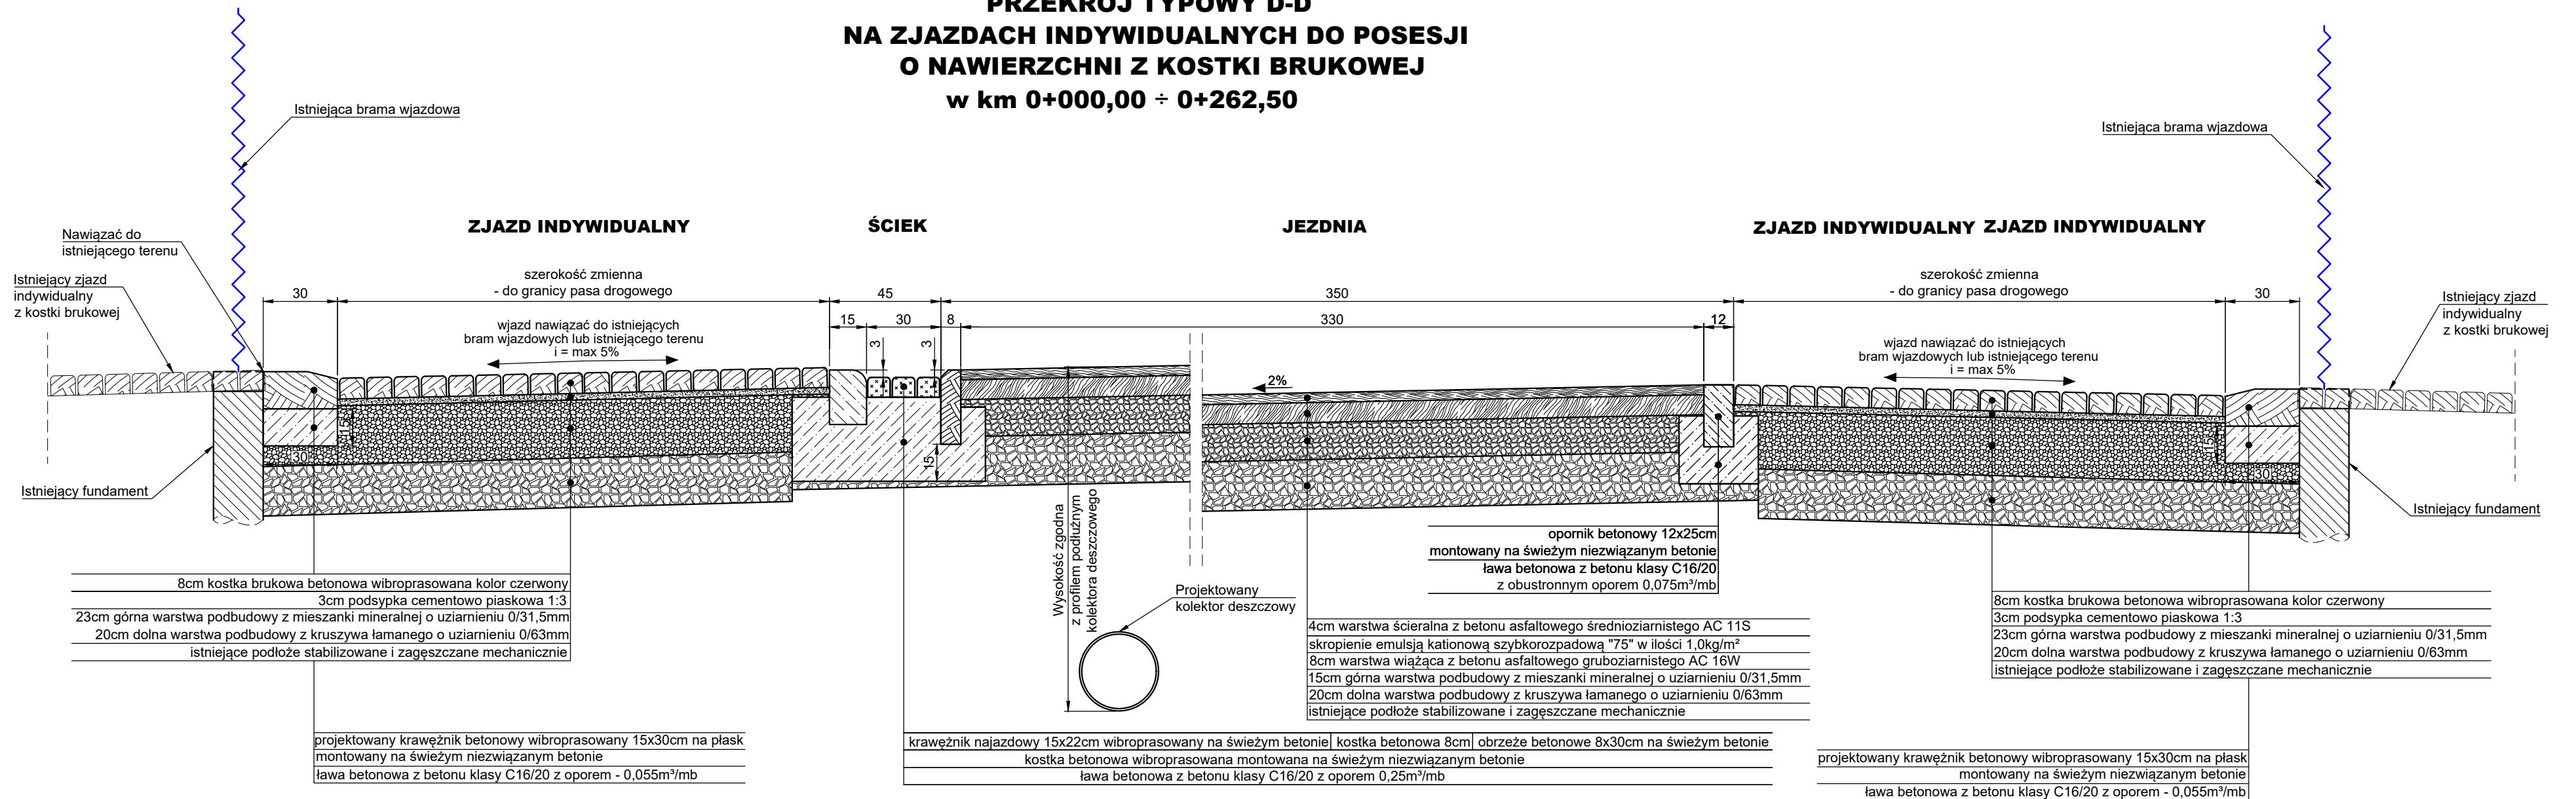 PRZEKRÓJ TYPOWY D-D
NA ZJAZDACH INDYWIDUALNYCH DO POSESJI
O NAWIERZCHNI Z KOSTKI BRUKOWEJ
w km 0+000,00 ÷ 0+262,50
Istniejąca brama wjazdowa
Istniejąca brama wjazdowa
ZJAZD INDYWIDUALNY
ŚCIEK
JEZDNIA
ZJAZD INDYWIDUALNY ZJAZD INDYWIDUALNY
Nawiązać do
istniejącego terenu
Istniejący zjazd
indywidualny
z kostki brukowej
30
szerokość zmienna
- do granicy pasa drogowego
45
350
szerokość zmienna
- do granicy pasa drogowego
30
Istniejący zjazd
indywidualny
z kostki brukowej
wjazd nawiązać do istniejących
bram wjazdowych lub istniejącego terenu
i = max 5%
15
30
8
330
12
3
3
wjazd nawiązać do istniejących
bram wjazdowych lub istniejącego terenu
i = max 5%
2%
15
30
15
15
30
Istniejący fundament
Istniejący fundament
Wysokość zgodna
z profilem podłużnym
kolektora deszczowego
Projektowany
kolektor deszczowy
opornik betonowy 12x25cm
montowany na świeżym niezwiązanym betonie
ława betonowa z betonu klasy C16/20
z obustronnym oporem 0,075m³/mb
8cm kostka brukowa betonowa wibroprasowana kolor czerwony
3cm podsypka cementowo piaskowa 1:3
23cm górna warstwa podbudowy z mieszanki mineralnej o uziarnieniu 0/31,5mm
20cm dolna warstwa podbudowy z kruszywa łamanego o uziarnieniu 0/63mm
istniejące podłoże stabilizowane i zagęszczane mechanicznie
4cm warstwa ścieralna z betonu asfaltowego średnioziarnistego AC 11S
skropienie emulsją kationową szybkorozpadową "75" w ilości 1,0kg/m²
8cm warstwa wiążąca z betonu asfaltowego gruboziarnistego AC 16W
15cm górna warstwa podbudowy z mieszanki mineralnej o uziarnieniu 0/31,5mm
20cm dolna warstwa podbudowy z kruszywa łamanego o uziarnieniu 0/63mm
istniejące podłoże stabilizowane i zagęszczane mechanicznie
8cm kostka brukowa betonowa wibroprasowana kolor czerwony
3cm podsypka cementowo piaskowa 1:3
23cm górna warstwa podbudowy z mieszanki mineralnej o uziarnieniu 0/31,5mm
20cm dolna warstwa podbudowy z kruszywa łamanego o uziarnieniu 0/63mm
istniejące podłoże stabilizowane i zagęszczane mechanicznie
projektowany krawężnik betonowy wibroprasowany 15x30cm na płask
montowany na świeżym niezwiązanym betonie
ława betonowa z betonu klasy C16/20 z oporem - 0,055m³/mb
krawężnik najazdowy 15x22cm wibroprasowany na świeżym betonie kostka betonowa 8cm obrzeże betonowe 8x30cm na świeżym betonie
kostka betonowa wibroprasowana montowana na świeżym niezwiązanym betonie
ława betonowa z betonu klasy C16/20 z oporem 0,25m³/mb
projektowany krawężnik betonowy wibroprasowany 15x30cm na płask
montowany na świeżym niezwiązanym betonie
ława betonowa z betonu klasy C16/20 z oporem - 0,055m³/mb